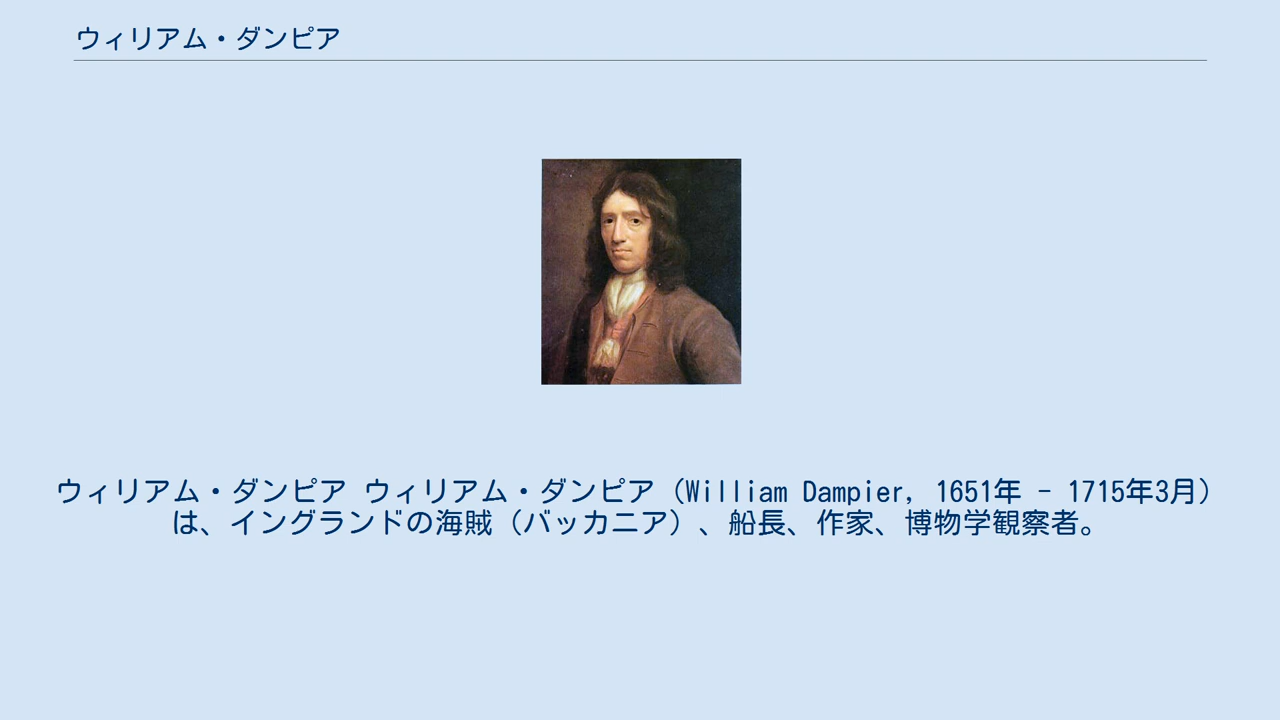 ウィリアム・ダンピア
ウィリアム・ダンピア ウィリアム・ダンピア（William Dampier, 1651年 - 1715年3月）
は、イングランドの海賊（バッカニア）、船長、作家、博物学観察者。